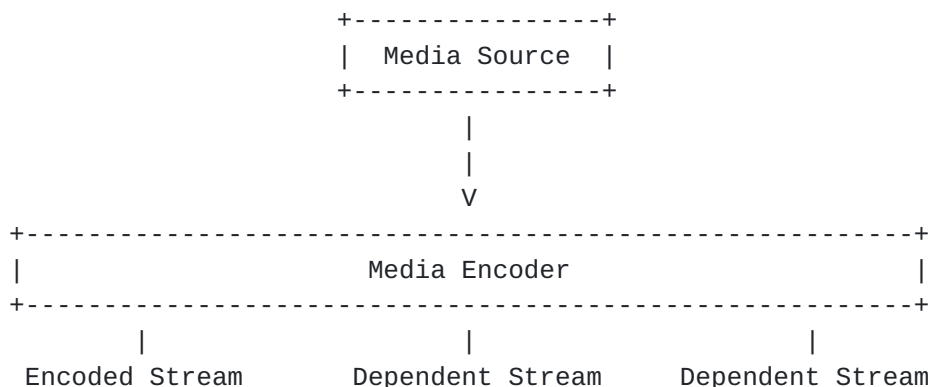 +----------------+
|  Media Source  |
+----------------+
|
|
V
+----------------------------------------------------------+
|                      Media Encoder                       |
+----------------------------------------------------------+
|                    |                     |
Encoded Stream       Dependent Stream     Dependent Stream